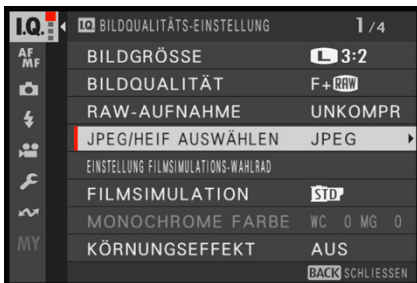 I.Q. I.Q. BILDQUALITÄTS-EINSTELLUNG 1/4
AF MF
BILDGRÖSSE L 3:2
BILDQUALITÄT F+RAW
RAW-AUFNAHME UNKOMPR
JPEG/HEIF AUSWÄHLEN JPEG
EINSTELLUNG FILMSIMULATIONS-WAHLRAD
FILMSIMULATION STD
MONOCHROME FARBE WC 0 MG 0
MY
KÖRNUNGSEFFEKT AUS
BACK SCHLIESSEN